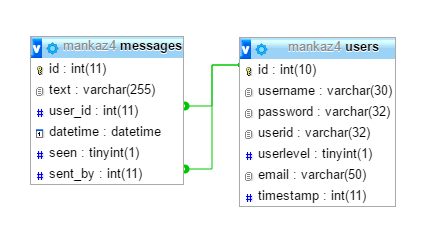 mankaz4 messages
id : int(11)
text : varchar(255)
user_id : int(11)
datetime : datetime
seen : tinyint(1)
sent_by : int(11)
mankaz4 users
id : int(10)
username : varchar(30)
password : varchar(32)
userid : varchar(32)
userlevel : tinyint(1)
email : varchar(50)
timestamp : int(11)